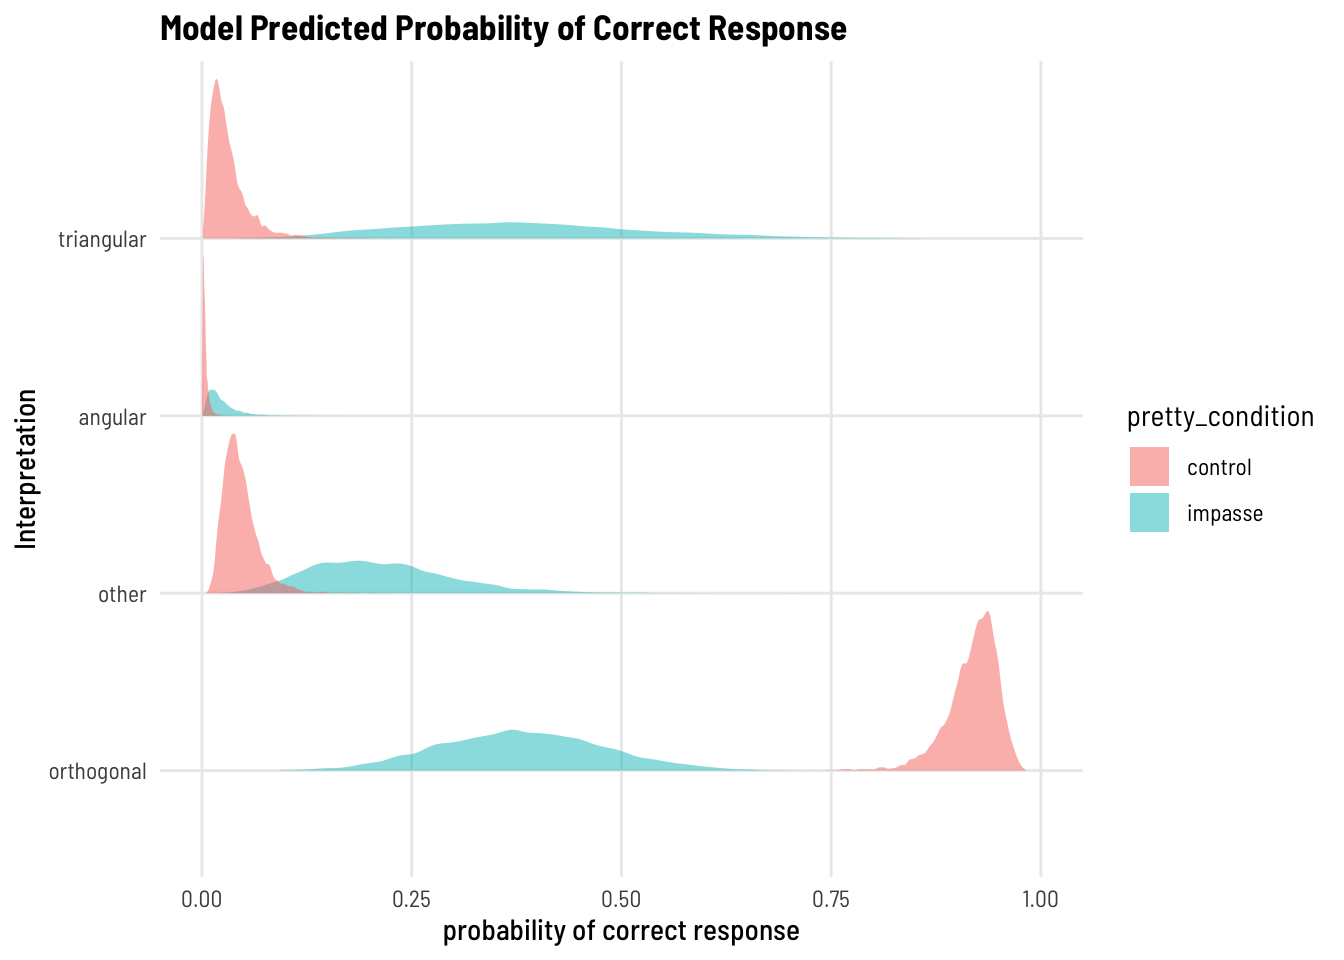 Model Predicted Probability of Correct Response
triangular
angular
other
orthogonal
Interpretation
0.00
0.25
0.50
0.75
1.00
probability of correct response
pretty_condition
control
impasse